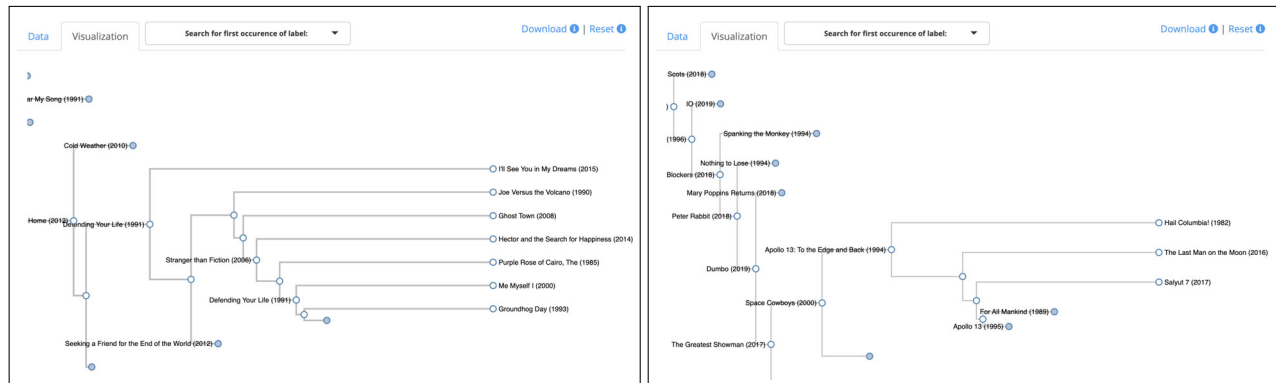 Data
Visualization
Search for first occurence of label:
Download | Reset
ar My Song (1991)
Cold Weather (2010)
I'll See You in My Dreams (2015)
Joe Versus the Volcano (1990)
Home (2012)
Defending Your Life (1991)
Ghost Town (2008)
Hector and the Search for Happiness (2014)
Stranger than Fiction (2006)
Purple Rose of Cairo, The (1985)
Me Myself I (2000)
Defending Your Life (1991)
Groundhog Day (1993)
Seeking a Friend for the End of the World (2012)
Data
Visualization
Search for first occurence of label:
Download | Reset
Scots (2018)
)
IO (2019)
Spanking the Monkey (1994)
(1996)
Nothing to Lose (1994)
Blockers (2018)
Mary Poppins Returns (2018)
Peter Rabbit (2018)
Hail Columbia! (1982)
Apollo 13: To the Edge and Back (1994)
The Last Man on the Moon (2016)
Dumbo (2019)
Salyut 7 (2017)
Space Cowboys (2000)
For All Mankind (1989)
Apollo 13 (1995)
The Greatest Showman (2017)